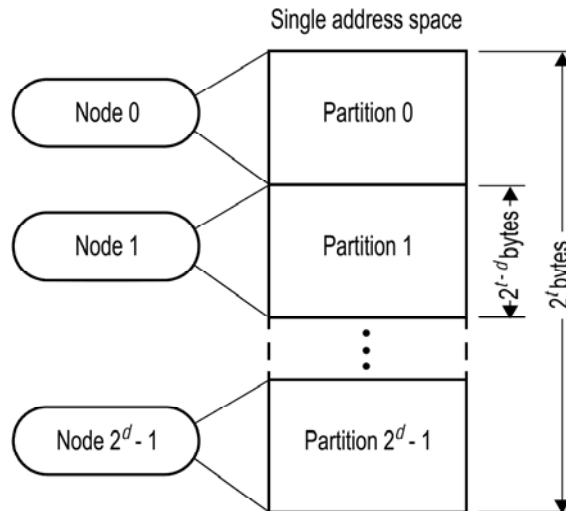 Single address space
Node 0
Partition 0
Node 1
Partition 1
2^{t - d} bytes
2^t bytes
Node 2^d - 1
Partition 2^d - 1